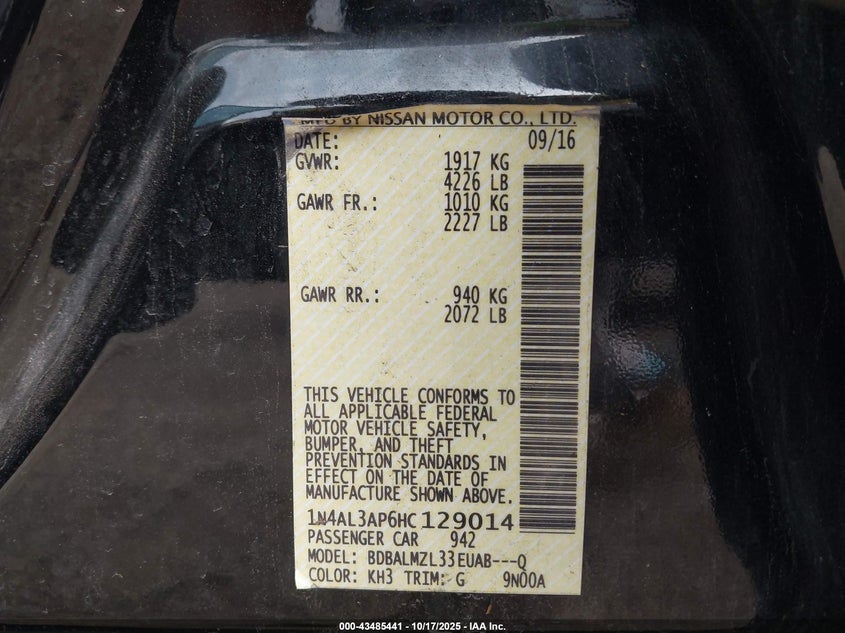 MFG BY NISSAN MOTOR CO., LTD.
DATE: 09/16
GVWR: 1917 KG
4226 LB
GAWR FR.: 1010 KG
2227 LB
GAWR RR.: 940 KG
2072 LB
THIS VEHICLE CONFORMS TO
ALL APPLICABLE FEDERAL
MOTOR VEHICLE SAFETY,
BUMPER, AND THEFT
PREVENTION STANDARDS IN
EFFECT ON THE DATE OF
MANUFACTURE SHOWN ABOVE.
1N4AL3AP6HC129014
PASSENGER CAR 942
MODEL: BDBALMZL33EUAB---Q
COLOR: KH3 TRIM: G 9N00A
000-43485441 - 10/17/2025 - IAA Inc.